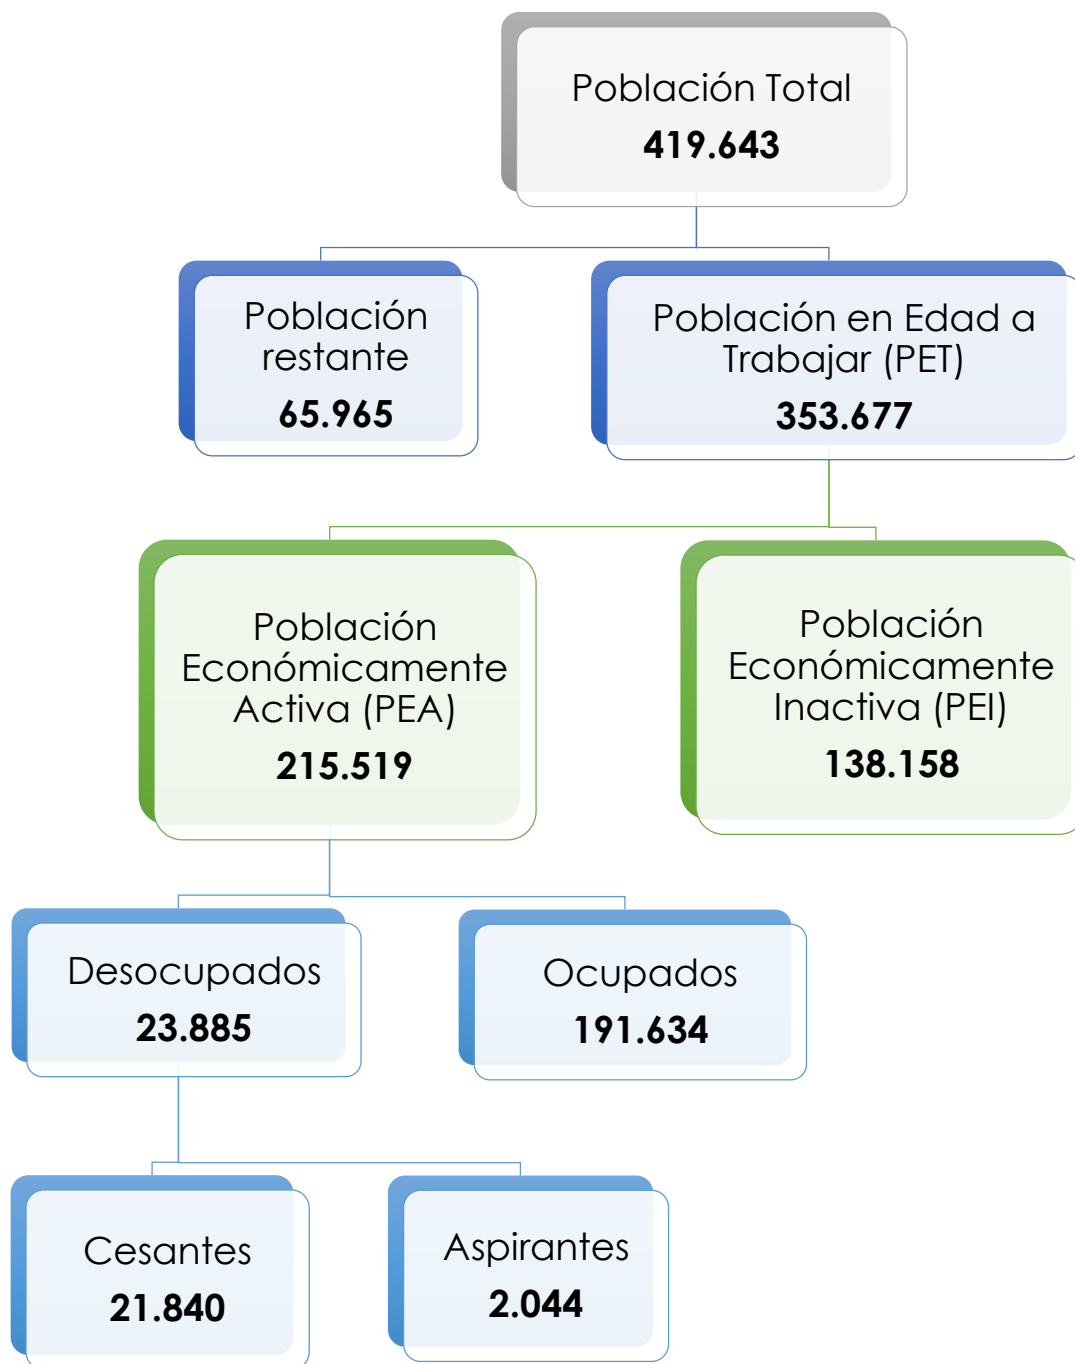 Población Total
419.643
Población
restante
65.965
Población en Edad a
Trabajar (PET)
353.677
Población
Económicamente
Activa (PEA)
215.519
Población
Económicamente
Inactiva (PEI)
138.158
Desocupados
23.885
Ocupados
191.634
Cesantes
21.840
Aspirantes
2.044